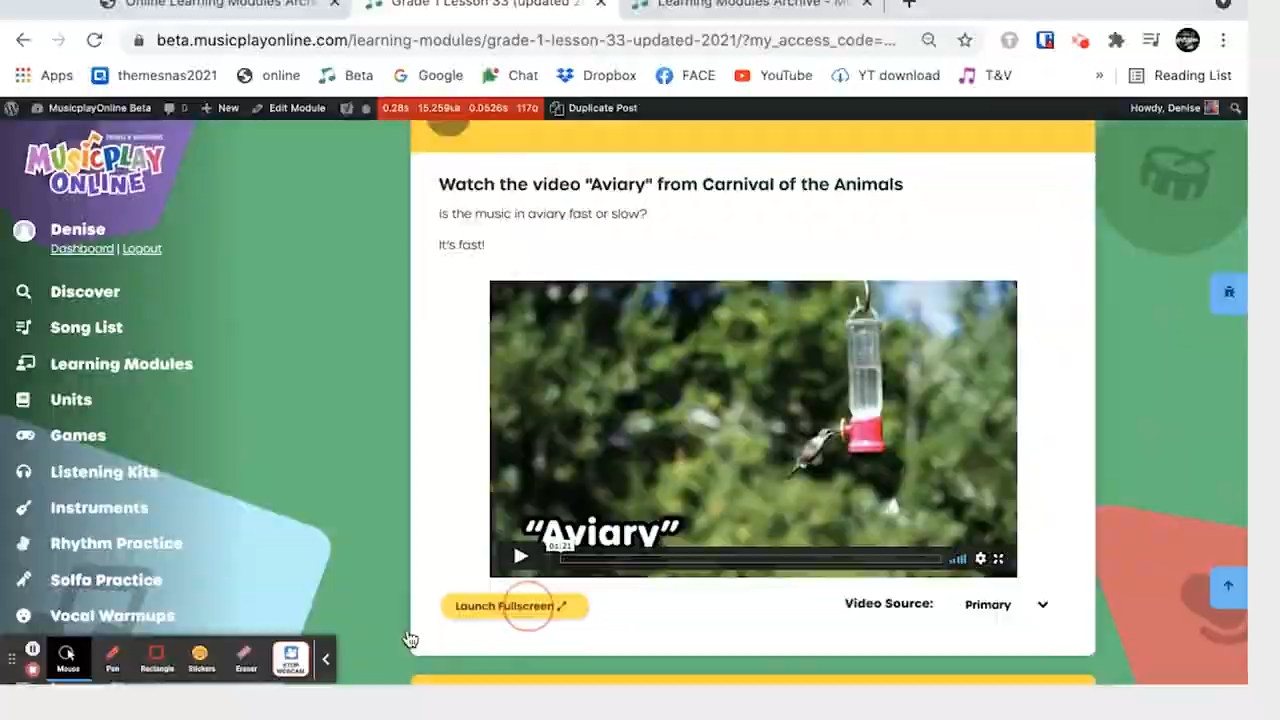 Online Learning Modules Arch
Grade 1 Lesson 33 (updated 2
Learning Modules Archive - M
beta.musicplayonline.com/learning-modules/grade-1-lesson-33-updated-2021/?my_access_code=...
Apps themesnas2021 online Beta Google Chat Dropbox FACE YouTube YT download T&V » Reading List
MusicplayOnline Beta 0 New Edit Module 0.28s 0.0526s 117Q Duplicate Post Howdy, Denise
MUSICPLAY
ONLINE
Denise
Dashboard | Logout
Discover
Song List
Learning Modules
Units
Games
Listening Kits
Instruments
Rhythm Practice
Solfa Practice
Vocal Warmups
Watch the video "Aviary" from Carnival of the Animals
Is the music in aviary fast or slow?
It's fast!
"Aviary"
01:21
Launch Fullscreen
Video Source: Primary
Mouse Pen Rectangle Stickers Eraser STOP WEBCAM